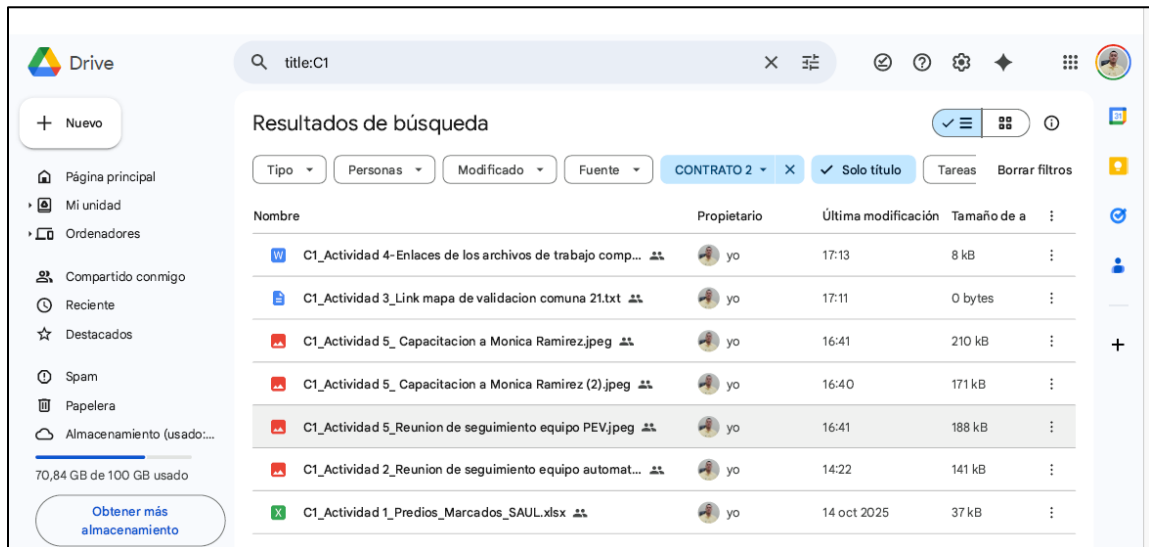 Drive
title:C1
Nuevo
Página principal
Mi unidad
Ordenadores
Compartido conmigo
Reciente
Destacados
Spam
Papelera
Almacenamiento (usado:...
70,84 GB de 100 GB usado
Obtener más
almacenamiento
Resultados de búsqueda
Tipo Personas Modificado Fuente CONTRATO 2 Solo título Tareas Borrar filtros
Nombre Propietario Última modificación Tamaño de a
C1_Actividad 4-Enlaces de los archivos de trabajo comp... yo 17:13 8 kB
C1_Actividad 3_Link mapa de validacion comuna 21.txt yo 17:11 0 bytes
C1_Actividad 5_ Capacitacion a Monica Ramirez.jpeg yo 16:41 210 kB
C1_Actividad 5_ Capacitacion a Monica Ramirez (2).jpeg yo 16:40 171 kB
C1_Actividad 5_Reunion de seguimiento equipo PEV.jpeg yo 16:41 188 kB
C1_Actividad 2_Reunion de seguimiento equipo automat... yo 14:22 141 kB
C1_Actividad 1_Predios_Marcados_SAUL.xlsx yo 14 oct 2025 37 kB
31